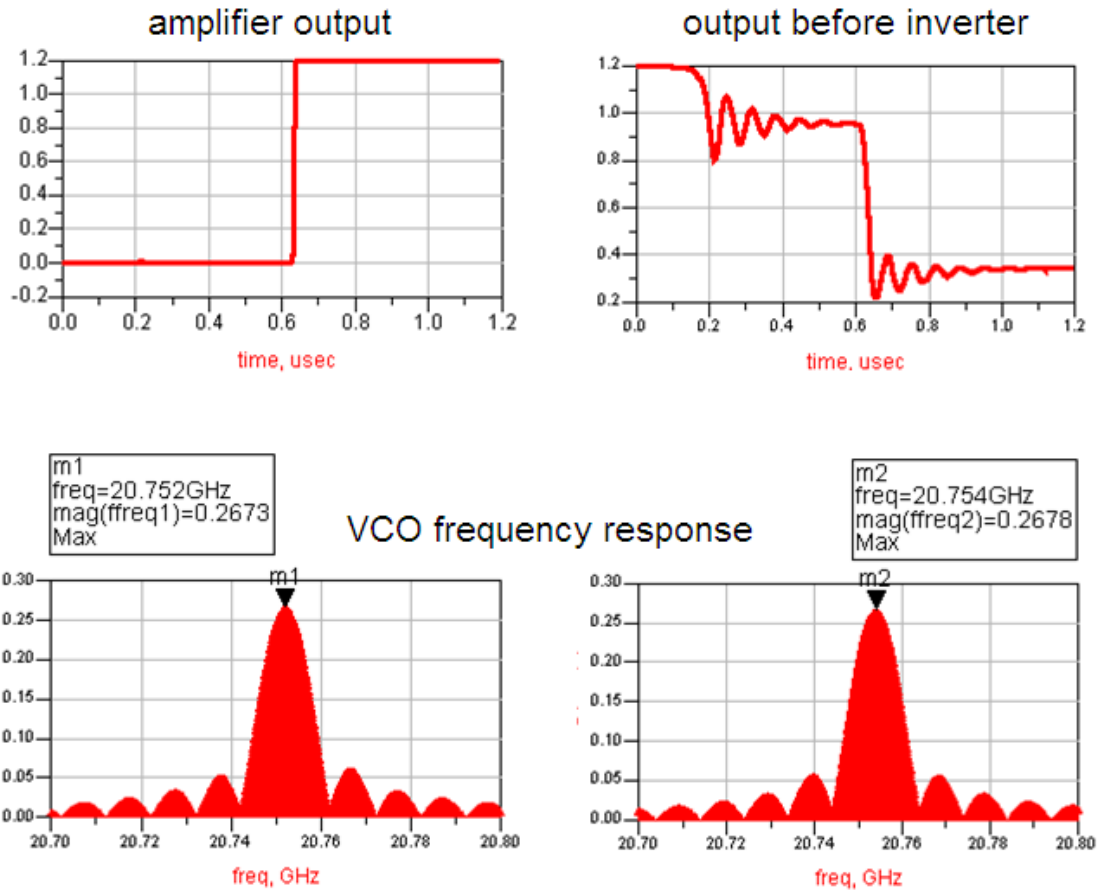 amplifier output
output before inverter
1.2
1.0
0.8
0.6
0.4
0.2
0.0
-0.2
0.0 0.2 0.4 0.6 0.8 1.0 1.2
time, usec
1.2
1.0
0.8
0.6
0.4
0.2
0.0 0.2 0.4 0.6 0.8 1.0 1.2
time, usec
m1
freq=20.752GHz
mag(ffreq1)=0.2673
Max
VCO frequency response
m2
freq=20.754GHz
mag(ffreq2)=0.2678
Max
m1
0.30
0.25
0.20
0.15
0.10
0.05
0.00
20.70 20.72 20.74 20.76 20.78 20.80
freq, GHz
m2
0.30
0.25
0.20
0.15
0.10
0.05
0.00
20.70 20.72 20.74 20.76 20.78 20.80
freq, GHz